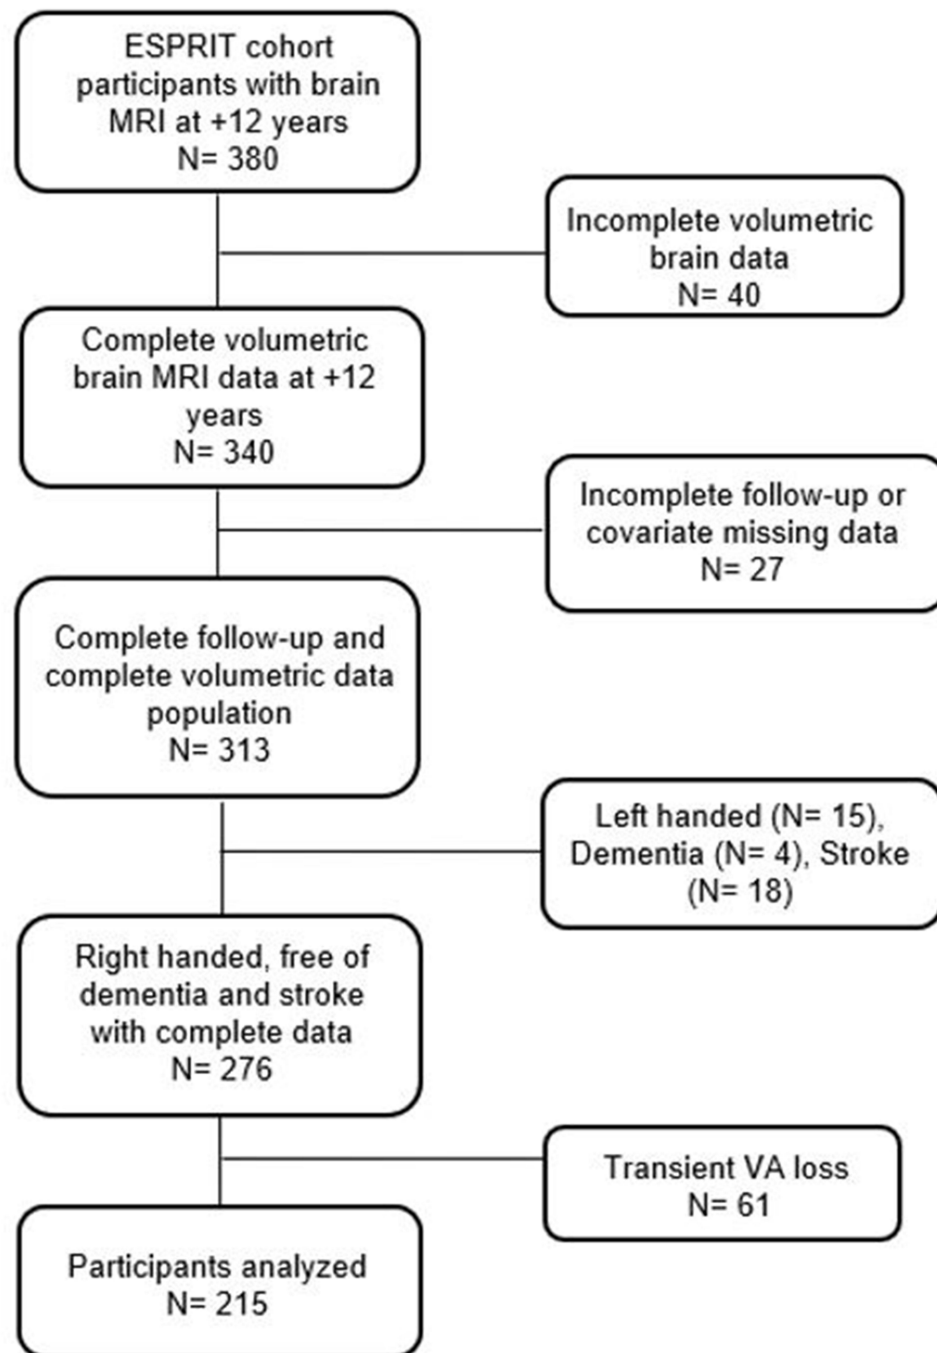 ESPRIT cohort
participants with brain
MRI at +12 years
N= 380
Incomplete volumetric
brain data
N= 40
Complete volumetric
brain MRI data at +12
years
N= 340
Incomplete follow-up or
covariate missing data
N= 27
Complete follow-up and
complete volumetric data
population
N= 313
Left handed (N= 15),
Dementia (N= 4), Stroke
(N= 18)
Right handed, free of
dementia and stroke
with complete data
N= 276
Transient VA loss
N= 61
Participants analyzed
N= 215